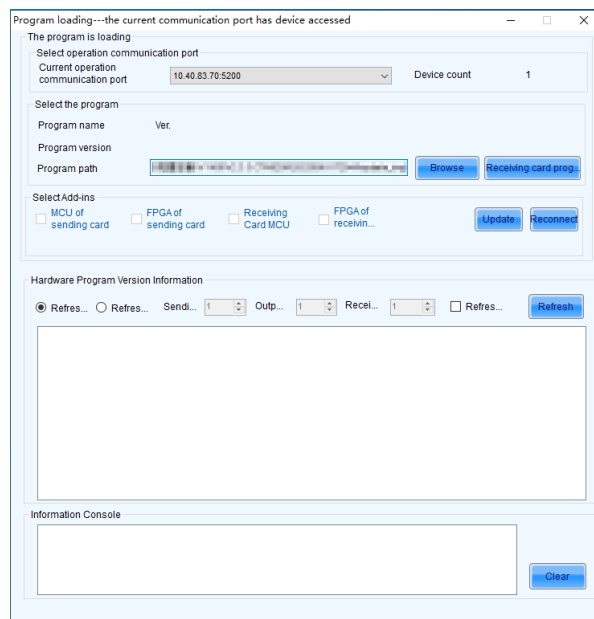 Program loading---the current communication port has device accessed
The program is loading
Select operation communication port
Current operation
communication port
10.40.83.70:5200
Device count
1
Select the program
Program name
Ver.
Program version
Program path
Browse
Receiving card prog...
Select Add-ins
MCU of
sending card
FPGA of
sending card
Receiving
Card MCU
FPGA of
receivin...
Update
Reconnect
Hardware Program Version Information
Refres...
Refres...
Sendi...
1
Outp...
1
Recei...
1
Refres...
Refresh
Information Console
Clear